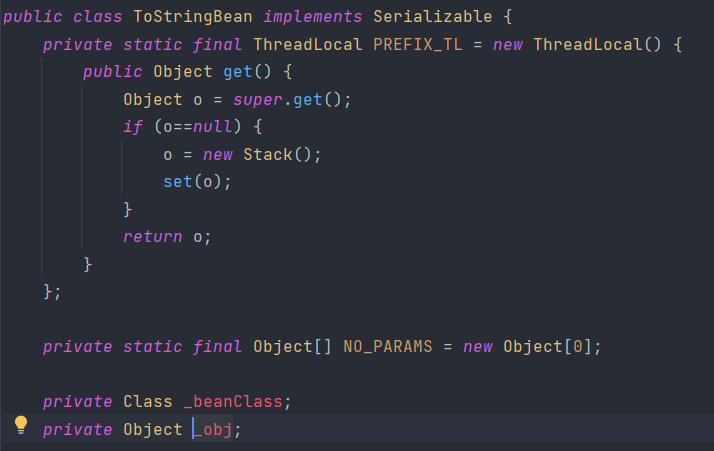 public class ToStringBean implements Serializable {
    private static final ThreadLocal PREFIX_TL = new ThreadLocal() {
        public Object get() {
            Object o = super.get();
            if (o==null) {
                o = new Stack();
                set(o);
            }
            return o;
        }
    };
    private static final Object[] NO_PARAMS = new Object[0];
    private Class _beanClass;
    private Object _obj;